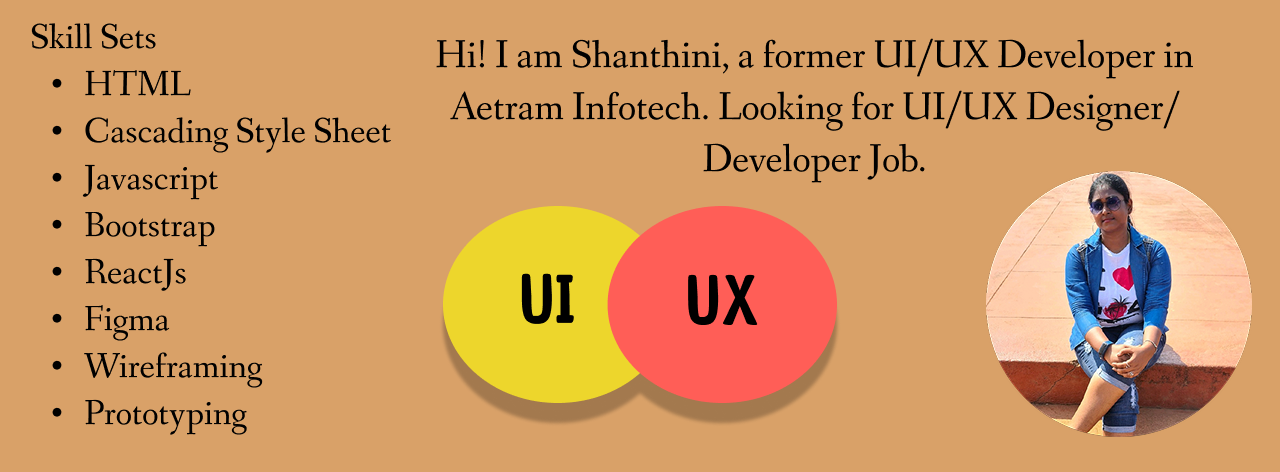 Skill Sets
• HTML
• Cascading Style Sheet
• Javascript
• Bootstrap
• ReactJs
• Figma
• Wireframing
• Prototyping
Hi! I am Shanthini, a former UI/UX Developer in
Aetram Infotech. Looking for UI/UX Designer/
Developer Job.
UI
UX
I